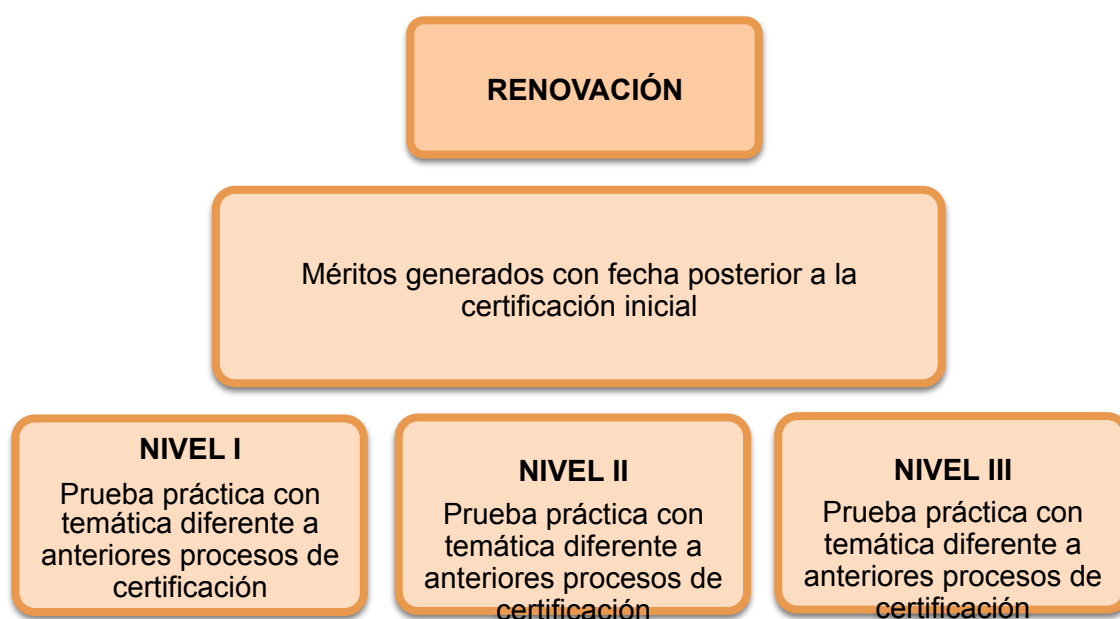 RENOVACIÓN
Méritos generados con fecha posterior a la
certificación inicial
NIVEL I
Prueba práctica con
temática diferente a
anteriores procesos de
certificación
NIVEL II
Prueba práctica con
temática diferente a
anteriores procesos de
certificación
NIVEL III
Prueba práctica con
temática diferente a
anteriores procesos de
certificación